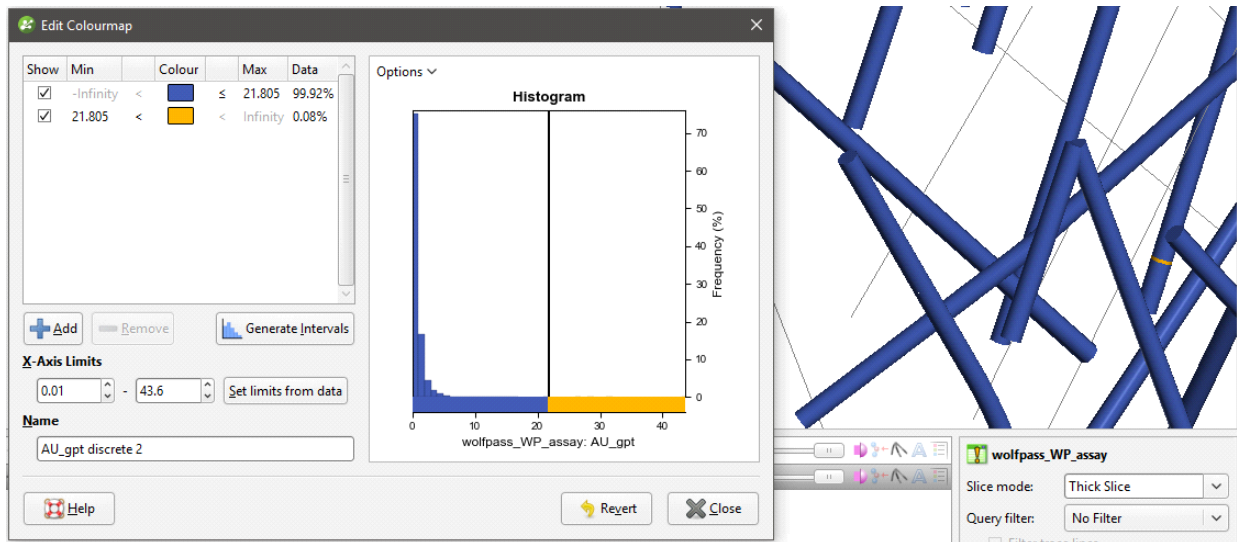 Edit Colourmap
Show Min Colour Max Data
-Infinity < ≤ 21.805 99.92%
21.805 < < Infinity 0.08%
Add Remove Generate Intervals
X-Axis Limits
0.01 - 43.6 Set limits from data
Name
AU_gpt discrete 2
Help Revert Close
Options
Histogram
70
60
50
40
30
20
10
0
Frequency (%)
0 10 20 30 40
wolfpass_WP_assay: AU_gpt
wolfpass_WP_assay
Slice mode: Thick Slice
Query filter: No Filter